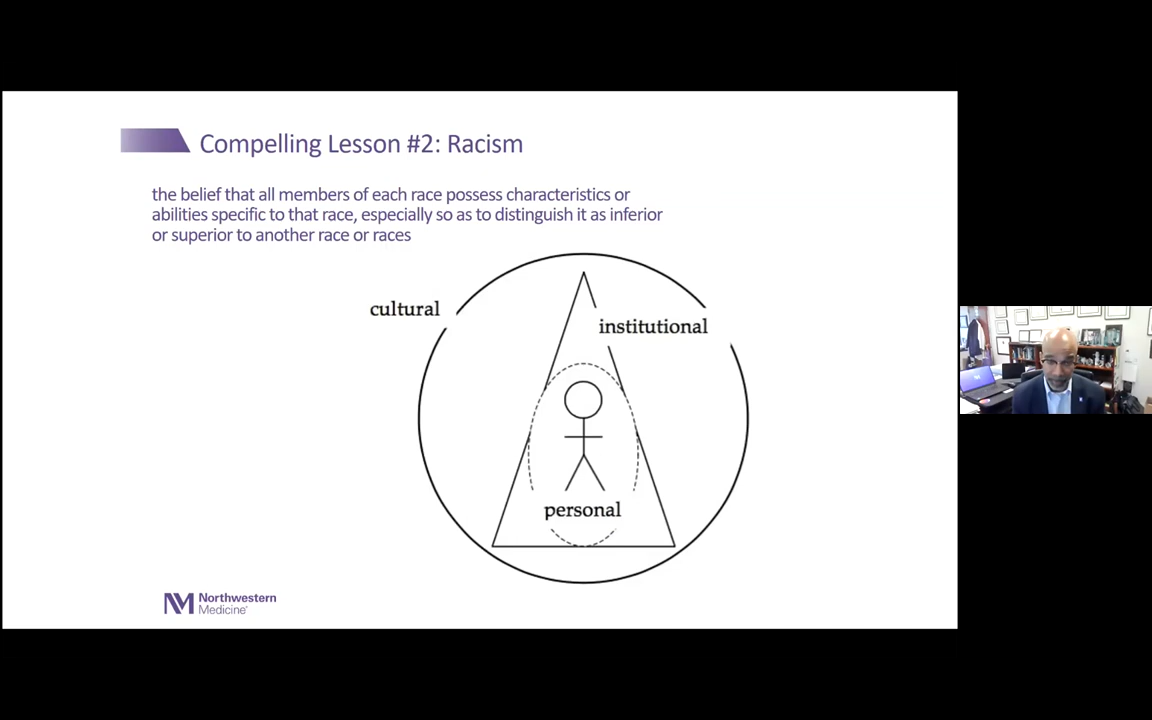 Compelling Lesson #2: Racism
the belief that all members of each race possess characteristics or
abilities specific to that race, especially so as to distinguish it as inferior
or superior to another race or races
cultural
institutional
personal
Northwestern
Medicine